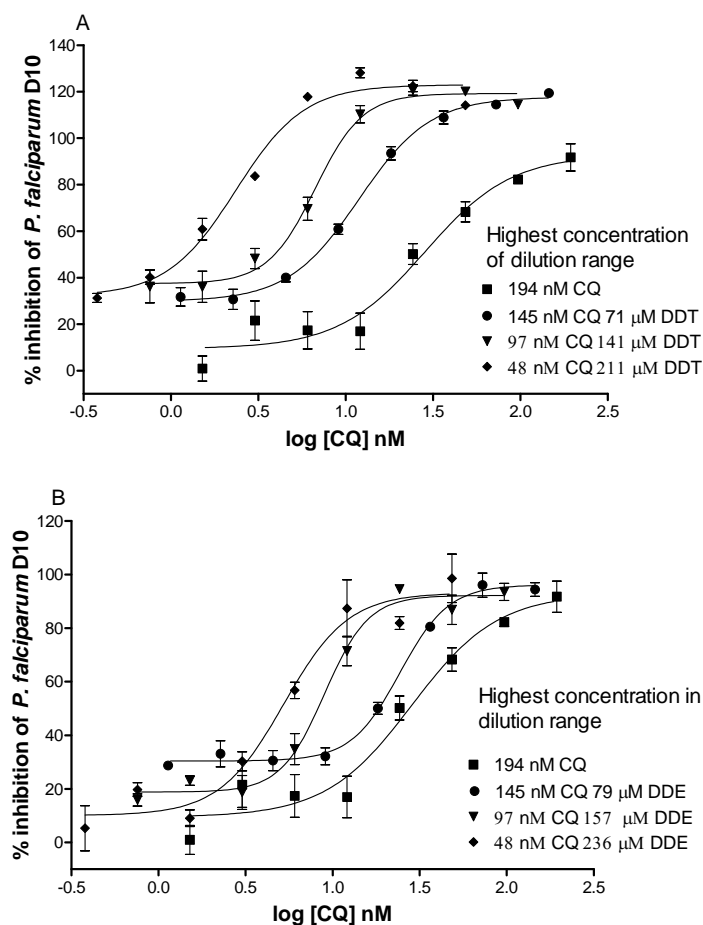 A
140
120
100
80
60
40
20
0
% inhibition of P. falciparum D10
-0.5 0.0 0.5 1.0 1.5 2.0 2.5
log [CQ] nM
Highest concentration
of dilution range
194 nM CQ
145 nM CQ 71 μM DDT
97 nM CQ 141 μM DDT
48 nM CQ 211 μM DDT
B
120
100
80
60
40
20
0
% inhibition of P. falciparum D10
-0.5 0.0 0.5 1.0 1.5 2.0 2.5
log [CQ] nM
Highest concentration in
dilution range
194 nM CQ
145 nM CQ 79 μM DDE
97 nM CQ 157 μM DDE
48 nM CQ 236 μM DDE